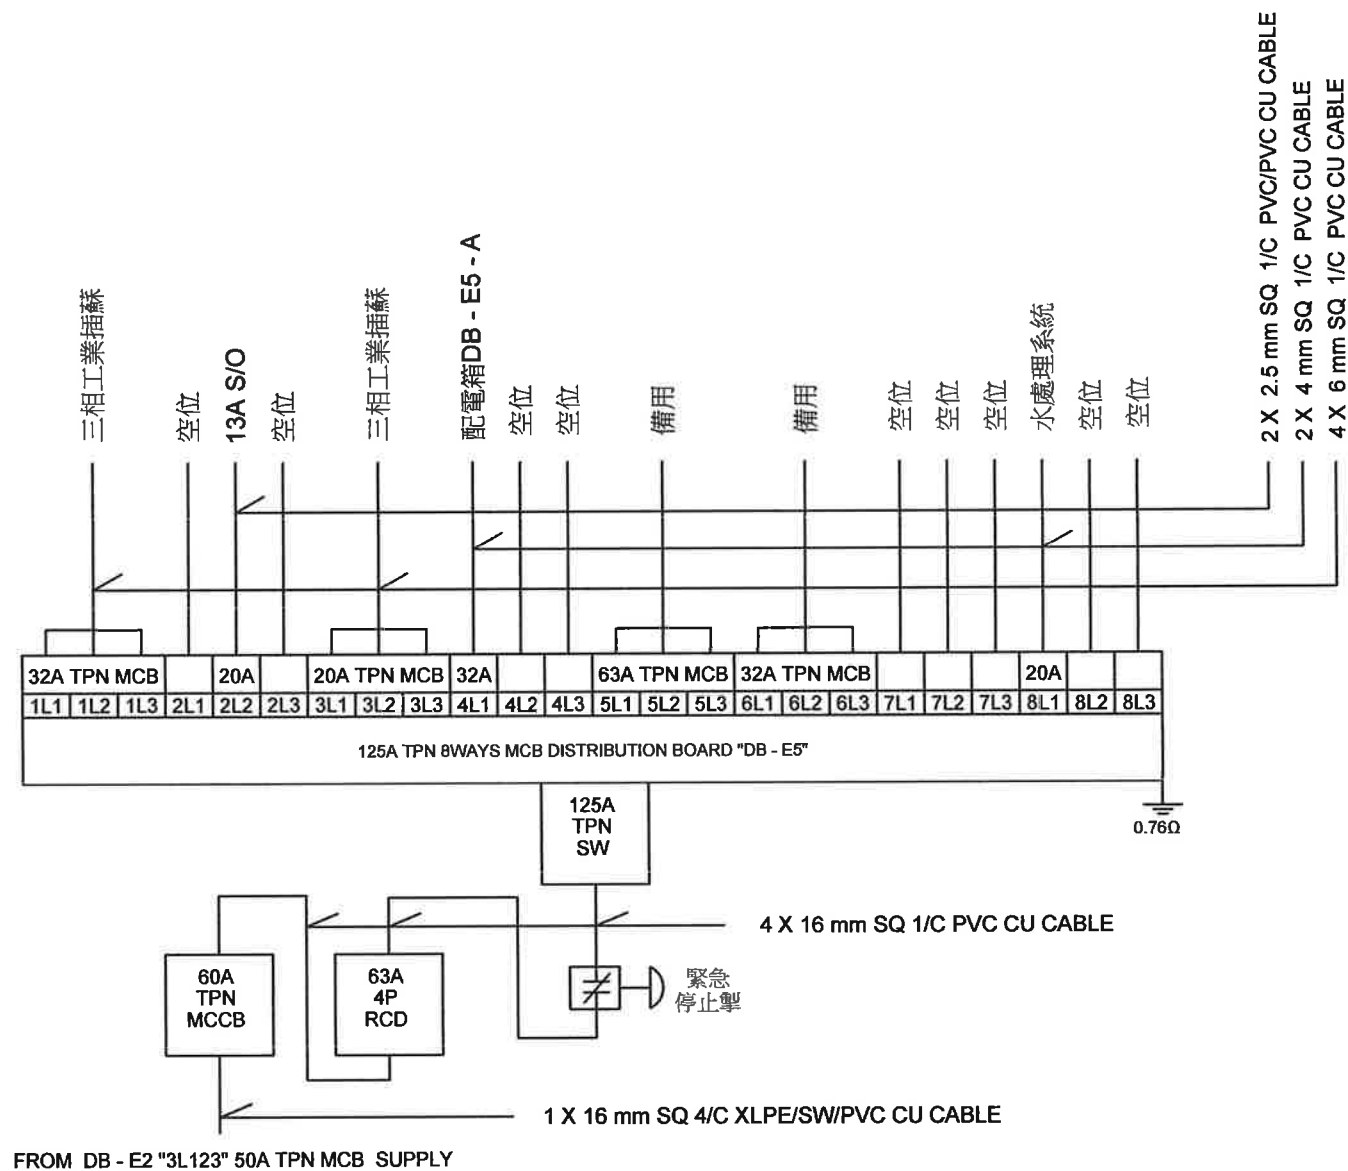 2 X 2.5 mm SQ 1/C PVC/PVC CU CABLE
2 X 4 mm SQ 1/C PVC CU CABLE
4 X 6 mm SQ 1/C PVC CU CABLE
三相工業插蘇
空位
13A S/O
空位
三相工業插蘇
配電箱DB - E5 - A
空位
空位
備用
備用
空位
空位
空位
水處理系統
空位
空位
32A TPN MCB
20A
20A TPN MCB
32A
63A TPN MCB
32A TPN MCB
20A
1L1 1L2 1L3 2L1 2L2 2L3 3L1 3L2 3L3 4L1 4L2 4L3 5L1 5L2 5L3 6L1 6L2 6L3 7L1 7L2 7L3 8L1 8L2 8L3
125A TPN 8WAYS MCB DISTRIBUTION BOARD "DB - E5"
125A
TPN
SW
0.76Ω
4 X 16 mm SQ 1/C PVC CU CABLE
60A
TPN
MCCB
63A
4P
RCD
緊急
停止掣
1 X 16 mm SQ 4/C XLPE/SW/PVC CU CABLE
FROM DB - E2 "3L123" 50A TPN MCB SUPPLY